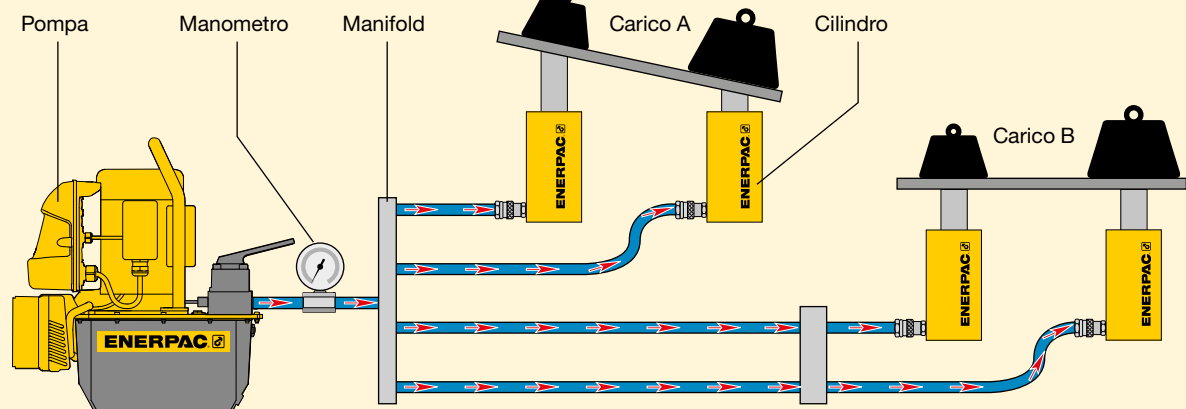 Pompa
Manometro
Manifold
Carico A
Cilindro
Carico B
ENERPAC
ENERPAC
ENERPAC
ENERPAC
ENERPAC